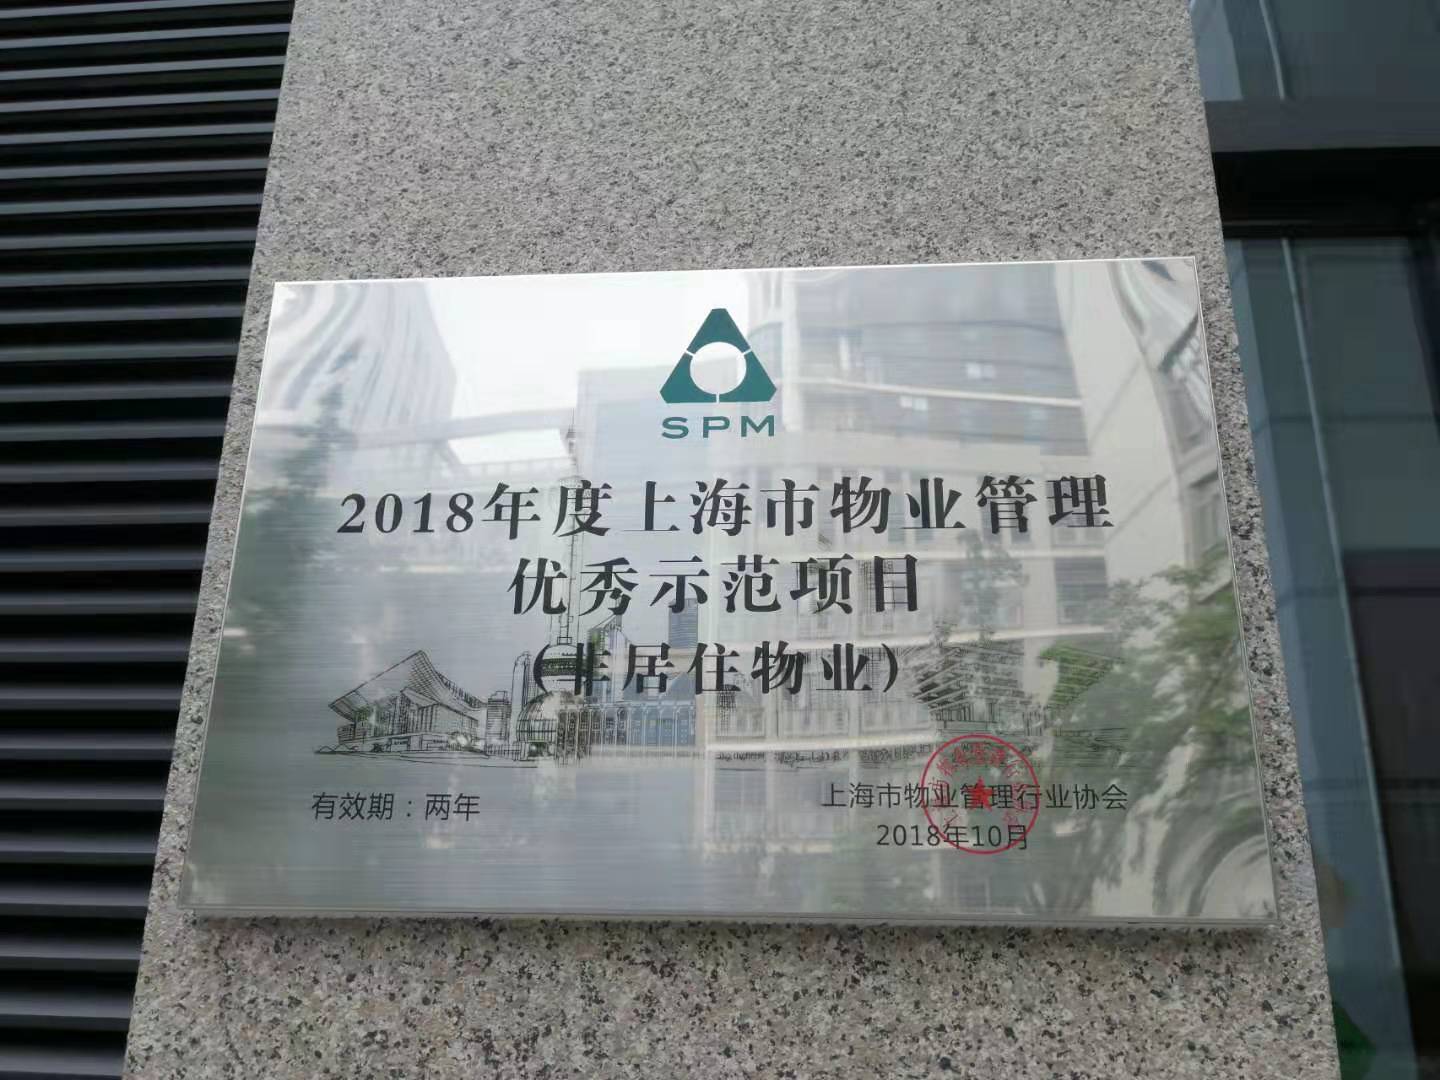 SPM
2018年度上海市物业管理
优秀示范项目
(非居住物业)
有效期：两年
上海市物业管理行业协会
2018年10月